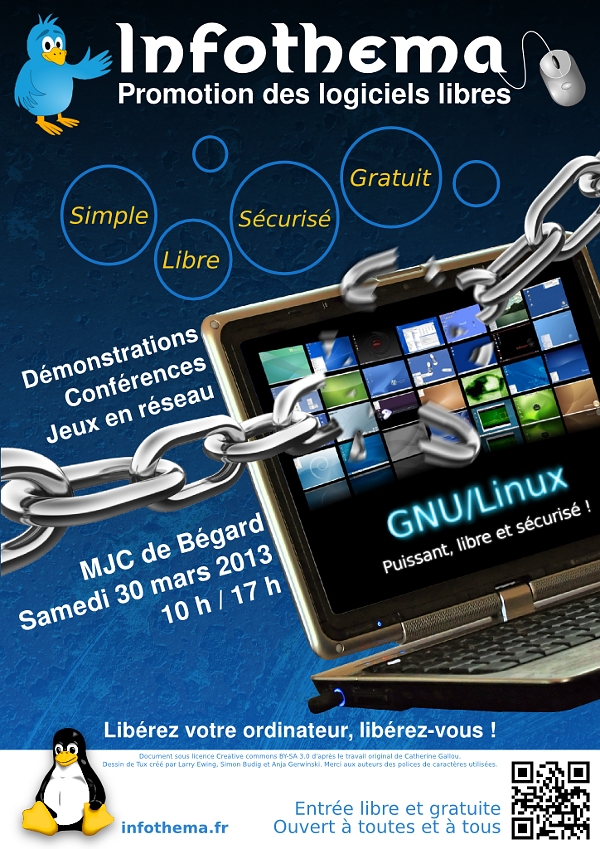 Infothema
Promotion des logiciels libres
Simple
Libre
Sécurisé
Gratuit
Démonstrations
Conférences
Jeux en réseau
GNU/Linux
Puissant, libre et sécurisé !
MJC de Bégard
Samedi 30 mars 2013
10 h / 17 h
Libérez votre ordinateur, libérez-vous !
Document sous licence Creative commons BY-SA 3.0 d'après le travail original de Catherine Gallou.
Dessin de Tux créé par Larry Ewing, Simon Budig et Anja Gerwinski. Merci aux auteurs des polices de caractères utilisées.
infothema.fr
Entrée libre et gratuite
Ouvert à toutes et à tous